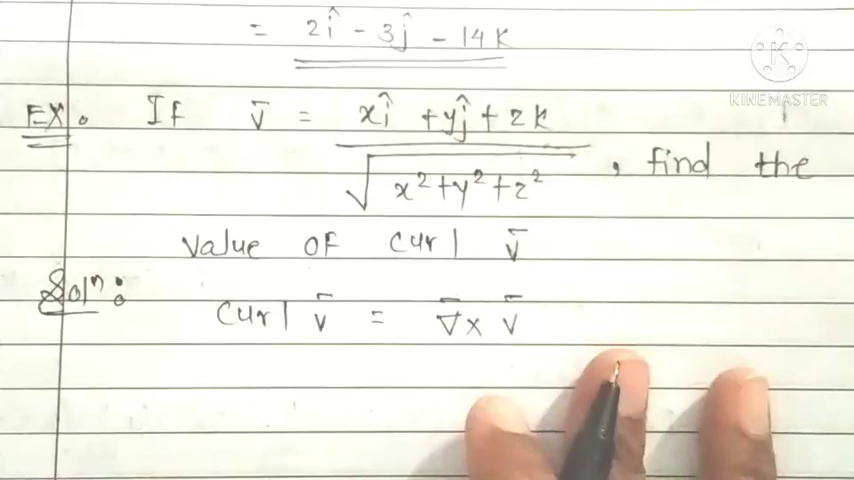 = 2î - 3ĵ - 14k
KINEMASTER
Ex. If v̄ = xî + yĵ + zk / √x²+y²+z² , find the
value of curl v̄
Solⁿ:
curl v̄ = ∇̄ × v̄